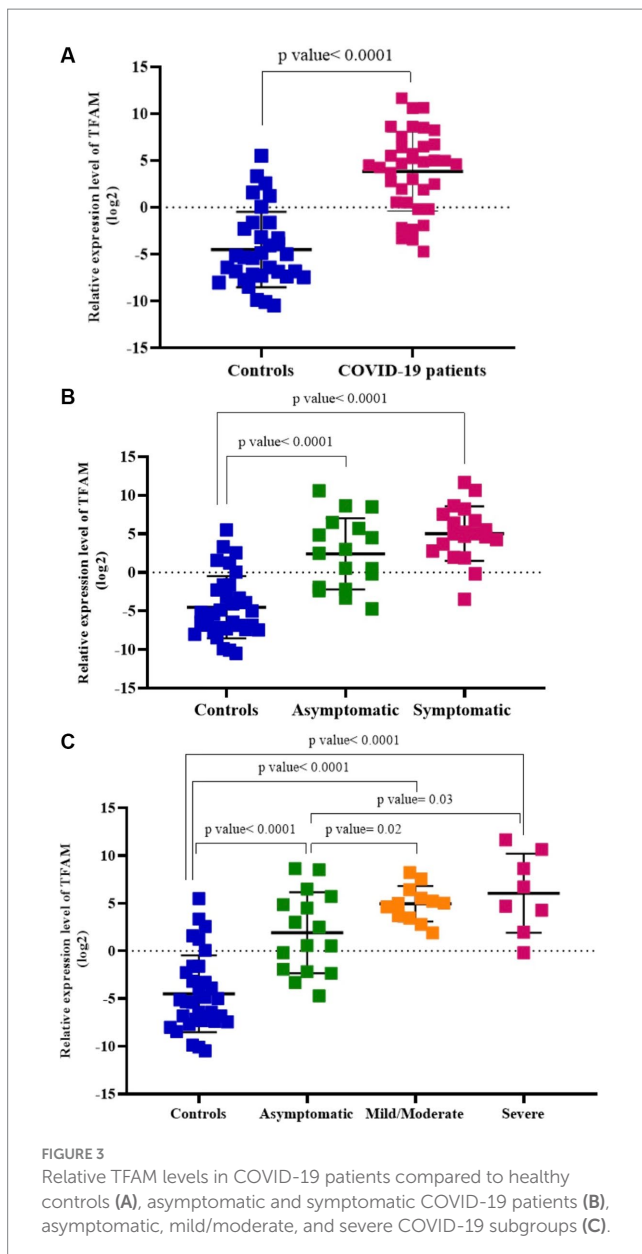 A
p value< 0.0001
Relative expression level of TFAM
(log2)
15
10
5
0
-5
-10
-15
Controls
COVID-19 patients
B
p value< 0.0001
p value< 0.0001
Relative expression level of TFAM
(log2)
15
10
5
0
-5
-10
-15
Controls
Asymptomatic
Symptomatic
C
p value< 0.0001
p value< 0.0001
p value= 0.03
p value< 0.0001
p value= 0.02
Relative expression level of TFAM
(log2)
15
10
5
0
-5
-10
-15
Controls
Asymptomatic
Mild/Moderate
Severe
FIGURE 3
Relative TFAM levels in COVID-19 patients compared to healthy
controls (A), asymptomatic and symptomatic COVID-19 patients (B),
asymptomatic, mild/moderate, and severe COVID-19 subgroups (C).